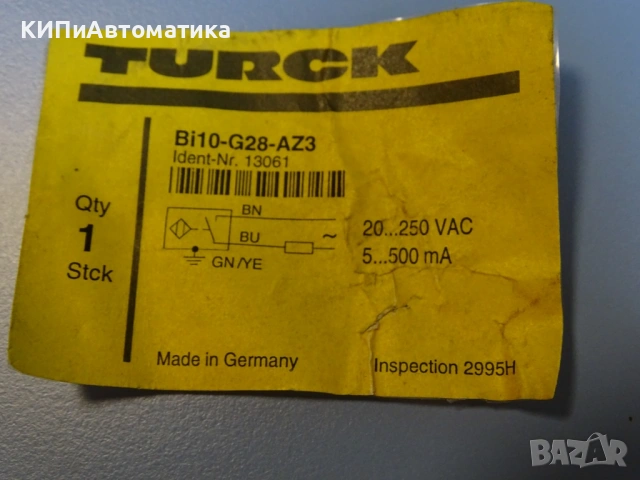 КИПиАвтоматика
TURCK
Bi10-G28-AZ3
Ident-Nr. 13061
Qty
1
Stck
BN
BU
~
GN/YE
20...250 VAC
5...500 mA
Made in Germany
Inspection 2995H
BAZAR